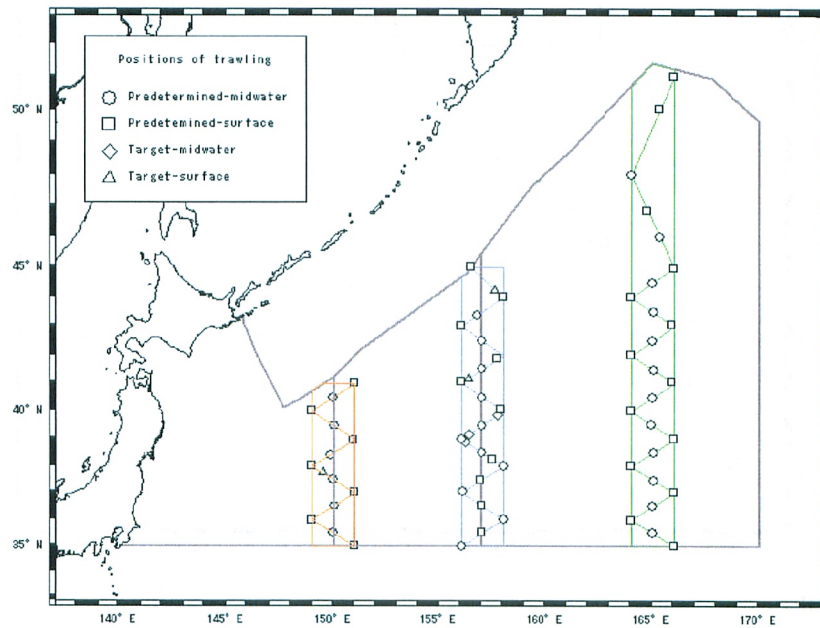 Positions of trawling
Predetermined-midwater
Predetemined-surface
Target-midwater
Target-surface
50° N
45° N
40° N
35° N
140° E
145° E
150° E
155° E
160° E
165° E
170° E